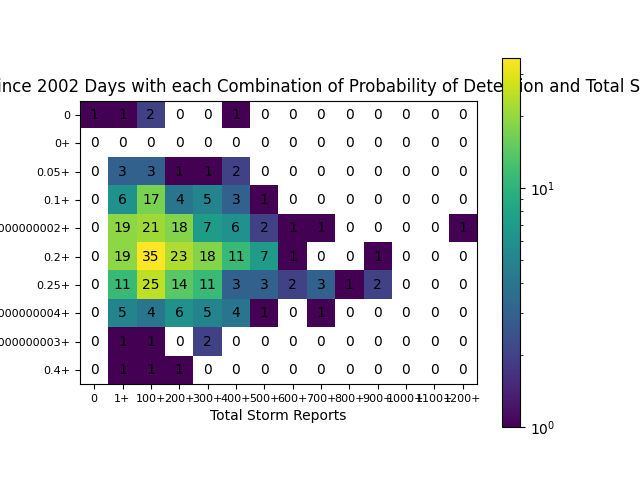 ince 2002 Days with each Combination of Probability of Detection and Total S
0 1 1 2 0 0 1 0 0 0 0 0 0 0 0
0+ 0 0 0 0 0 0 0 0 0 0 0 0 0 0
0.05+ 0 3 3 1 1 2 0 0 0 0 0 0 0 0
0.1+ 0 6 17 4 5 3 1 0 0 0 0 0 0 0
000000002+ 0 19 21 18 7 6 2 1 1 0 0 0 0 1
0.2+ 0 19 35 23 18 11 7 1 0 0 1 0 0 0
0.25+ 0 11 25 14 11 3 3 2 3 1 2 0 0 0
000000004+ 0 5 4 6 5 4 1 0 1 0 0 0 0 0
000000003+ 0 1 1 0 2 0 0 0 0 0 0 0 0 0
0.4+ 0 1 1 1 0 0 0 0 0 0 0 0 0 0
0 1+ 100+ 200+ 300+ 400+ 500+ 600+ 700+ 800+ 900+ 1000+ 1100+ 1200+
Total Storm Reports
10¹
10⁰